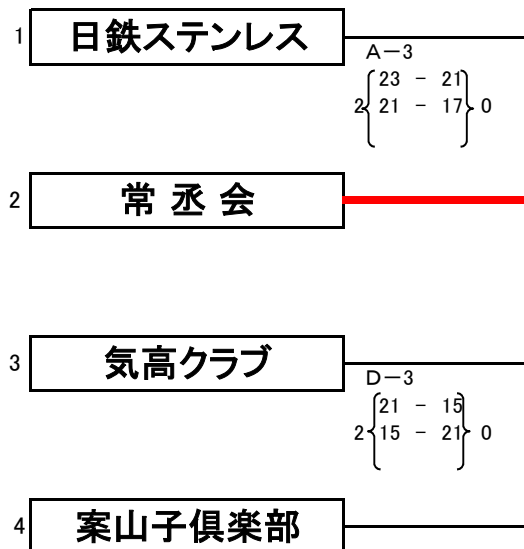 1 日鉄ステンレス
A－3
23 － 21
2 21 － 17 0
2 常 丞 会
3 気高クラブ
D－3
21 － 15
2 15 － 21 0
4 案山子倶楽部